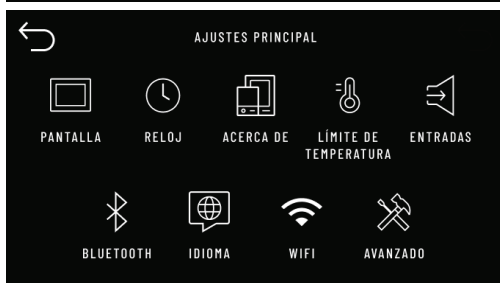 AJUSTES PRINCIPAL
PANTALLA
RELOJ
ACERCA DE
LÍMITE DE
TEMPERATURA
ENTRADAS
BLUETOOTH
IDIOMA
WIFI
AVANZADO